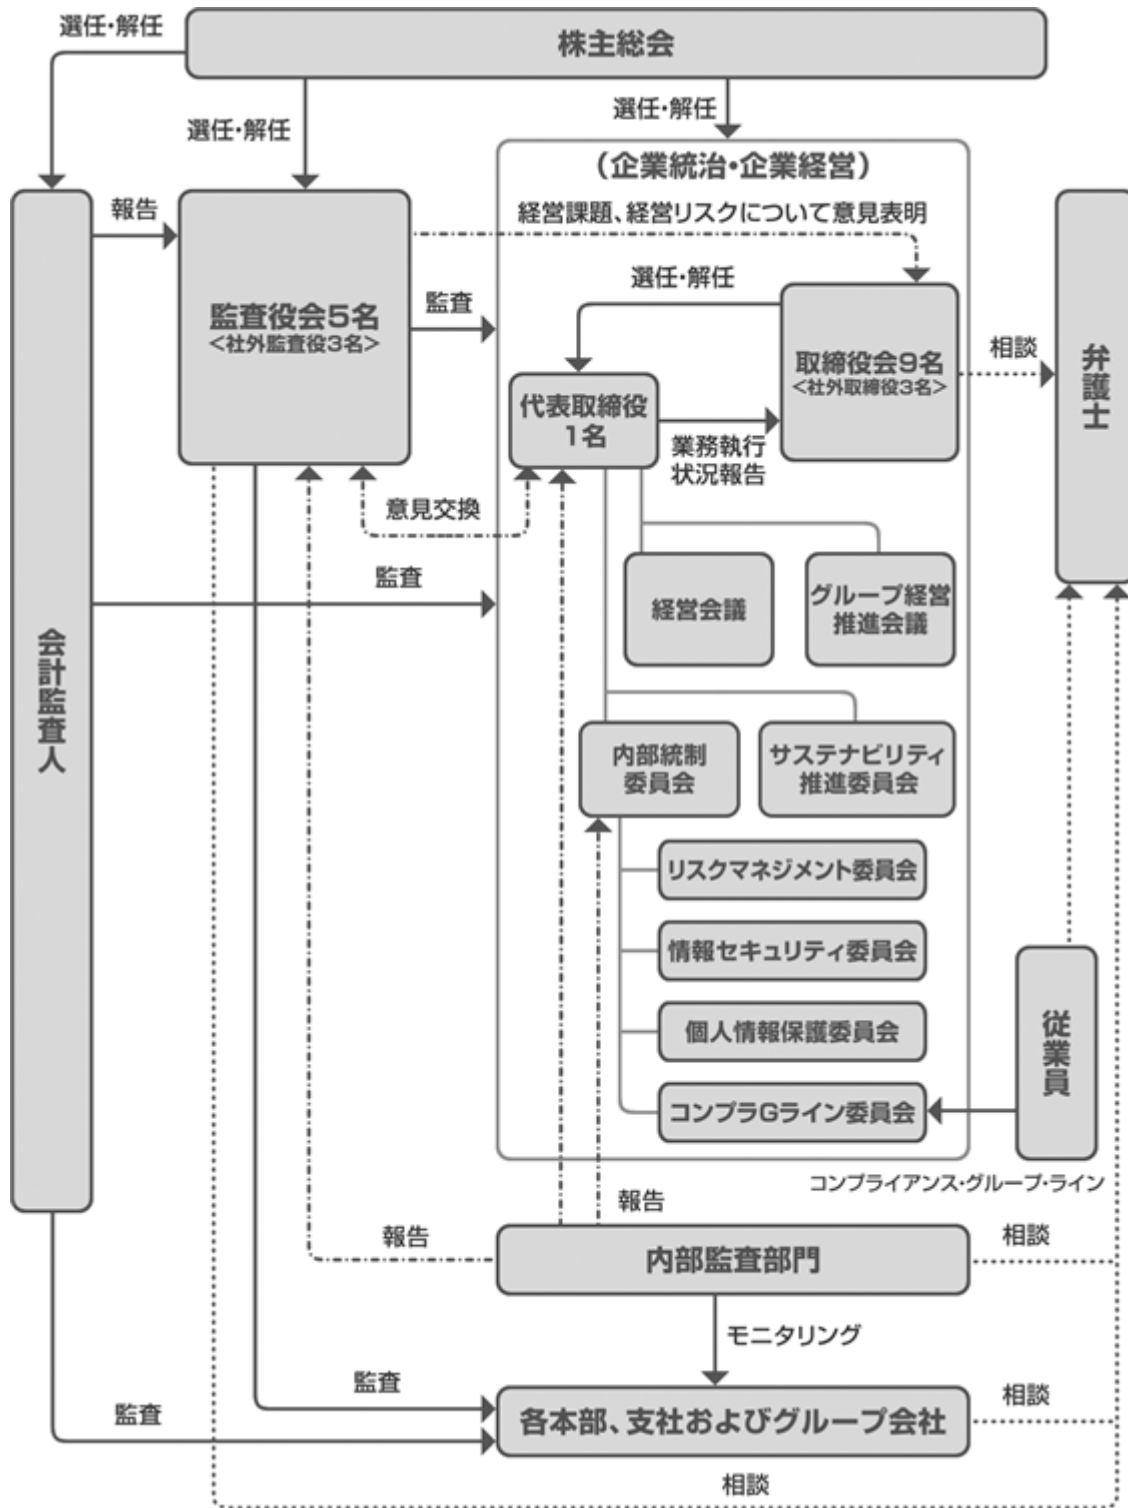 選任・解任
株主総会
選任・解任
選任・解任
(企業統治・企業経営)
報告
経営課題、経営リスクについて意見表明
選任・解任
監査役会5名
<社外監査役3名>
監査
取締役会9名
<社外取締役3名>
相談
弁護士
代表取締役
1名
業務執行
状況報告
意見交換
監査
経営会議
グループ経営
推進会議
会計監査人
内部統制
委員会
サステナビリティ
推進委員会
リスクマネジメント委員会
情報セキュリティ委員会
個人情報保護委員会
コンプラGライン委員会
従業員
コンプライアンス・グループ・ライン
報告
報告
内部監査部門
相談
モニタリング
監査
監査
各本部、支社およびグループ会社
相談
相談